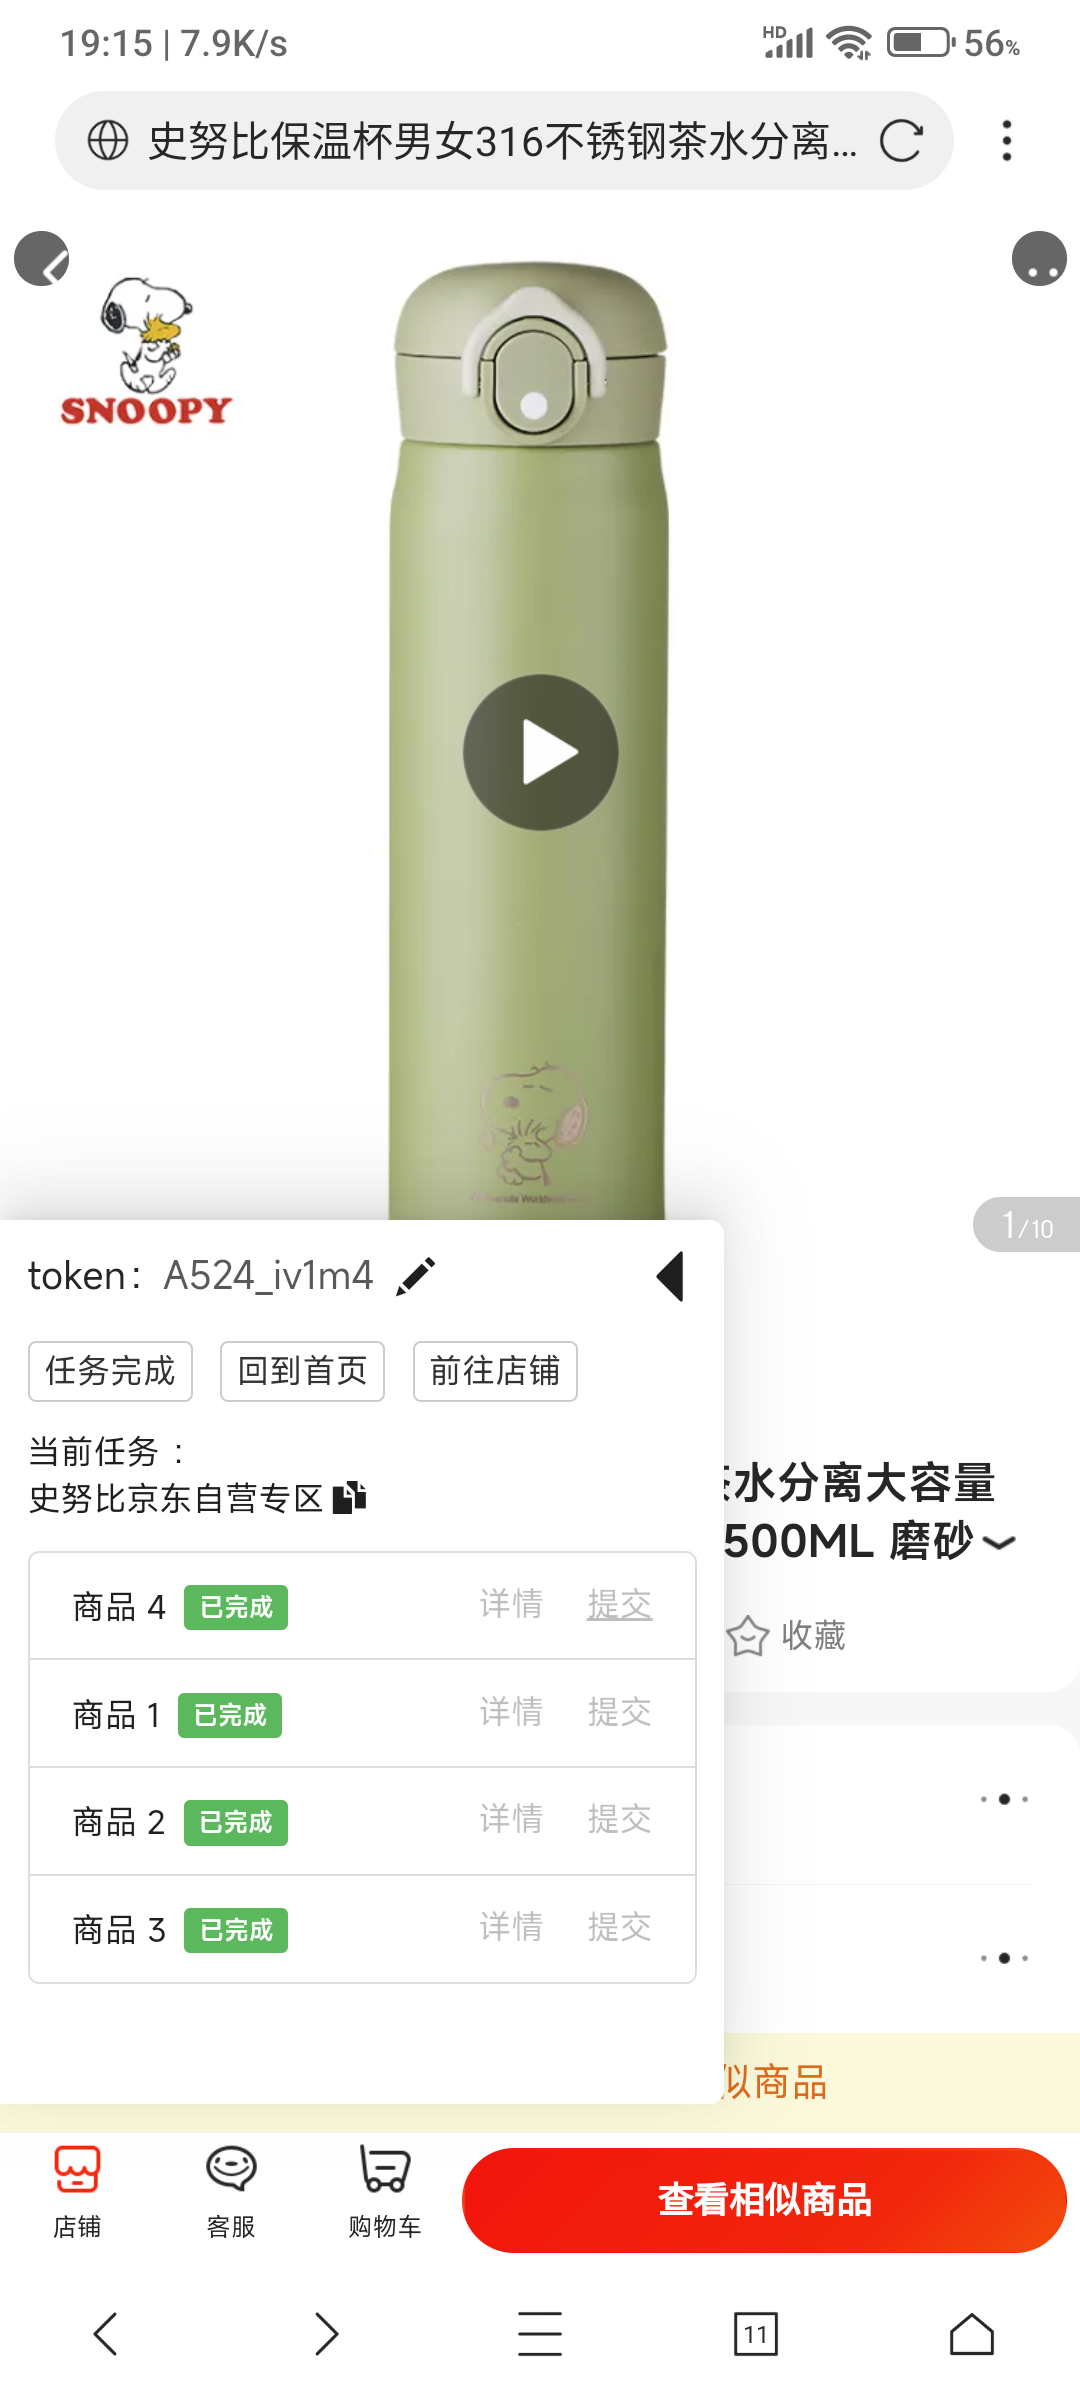 19:15 | 7.9K/s
HD
56%
史努比保温杯男女316不锈钢茶水分离...
SNOOPY
1/10
token: A524_iv1m4
任务完成 回到首页 前往店铺
当前任务 :
史努比京东自营专区
水分离大容量
500ML 磨砂
收藏
商品 4 已完成 详情 提交
商品 1 已完成 详情 提交
商品 2 已完成 详情 提交
商品 3 已完成 详情 提交
似商品
店铺 客服 购物车 查看相似商品
11